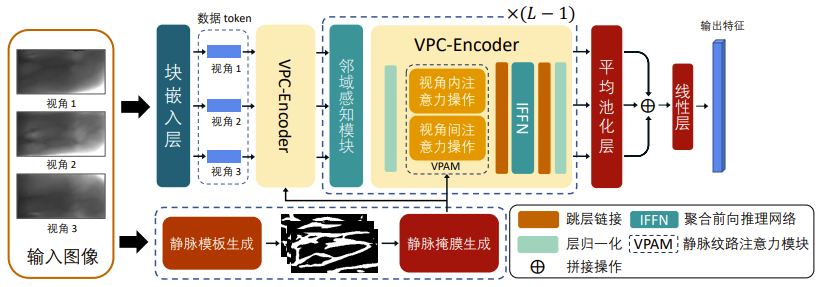 视角 1
视角 2
视角 3
输入图像
块嵌入层
数据 token
视角 1
视角 2
视角 3
VPC-Encoder
邻域感知模块
×(L − 1)
VPC-Encoder
视角内注
意力操作
视角间注
意力操作
VPAM
IFFN
平均池化层
线性层
输出特征
静脉模板生成
静脉掩膜生成
跳层链接
IFFN
聚合前向推理网络
层归一化
VPAM
静脉纹路注意力模块
拼接操作